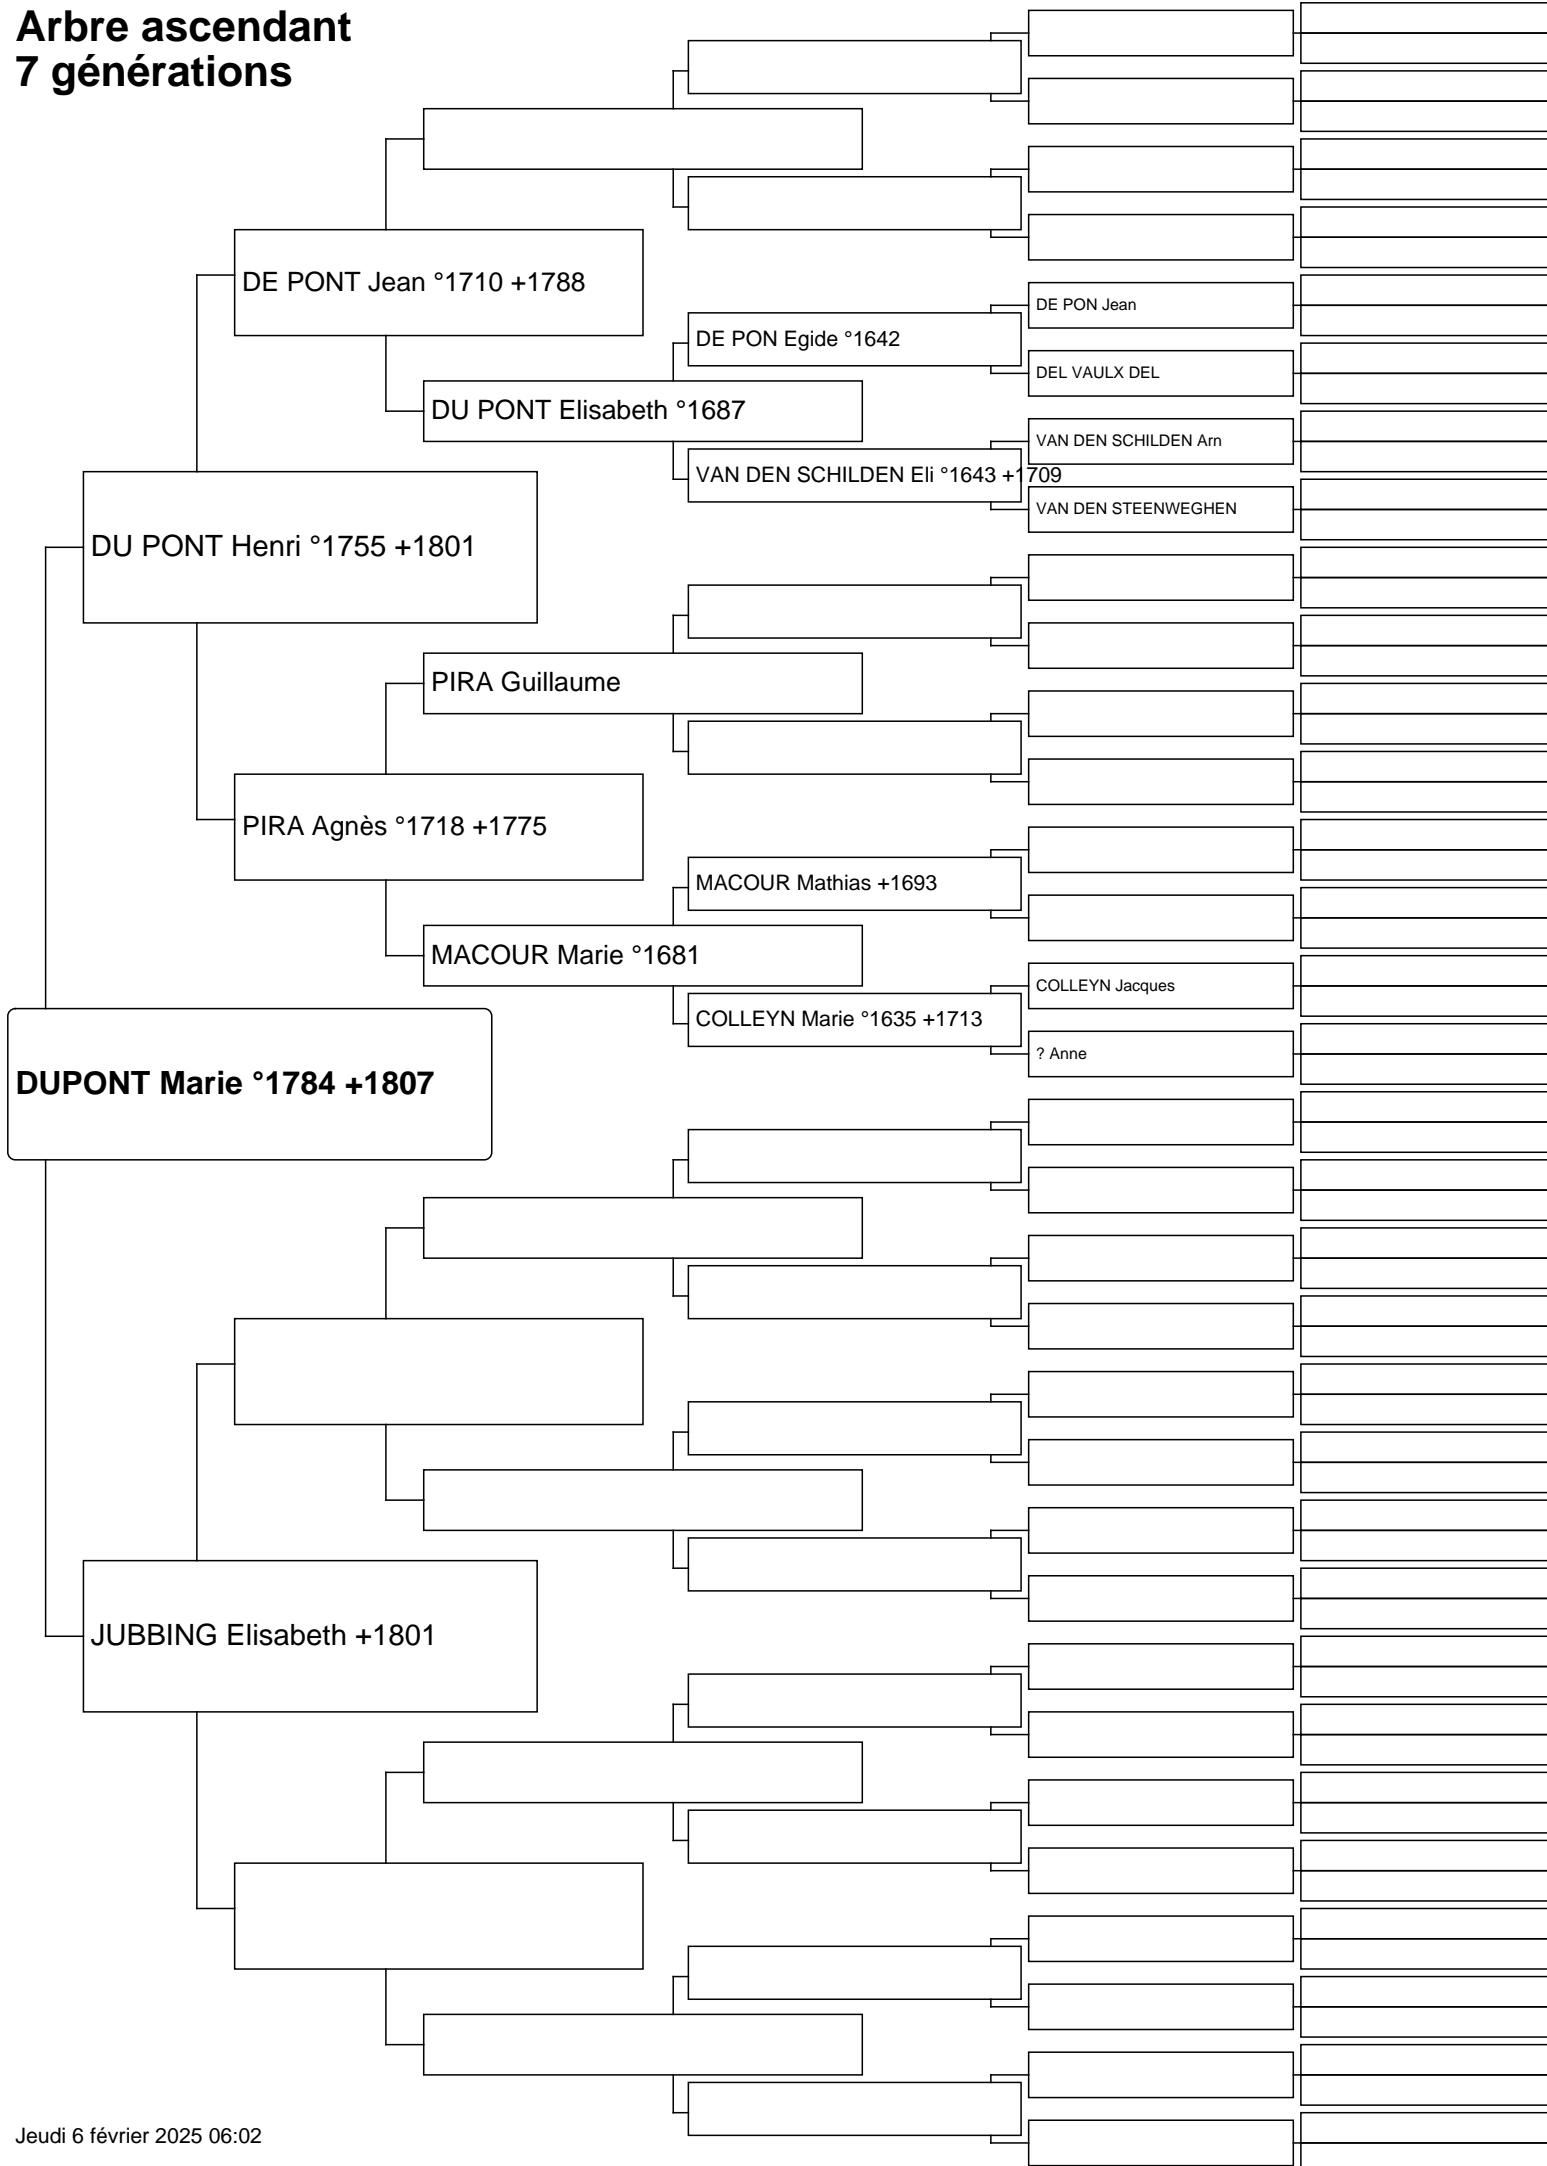 Arbre ascendant
7 générations
DE PONT Jean °1710 +1788
DE PON Jean
DE PON Egide °1642
DEL VAULX DEL
DU PONT Elisabeth °1687
VAN DEN SCHILDEN Arn
VAN DEN SCHILDEN Eli °1643 +1709
VAN DEN STEENWEGHEN
DU PONT Henri °1755 +1801
PIRA Guillaume
PIRA Agnès °1718 +1775
MACOUR Mathias +1693
MACOUR Marie °1681
COLLEYN Jacques
COLLEYN Marie °1635 +1713
? Anne
DUPONT Marie °1784 +1807
JUBBING Elisabeth +1801
Jeudi 6 février 2025 06:02